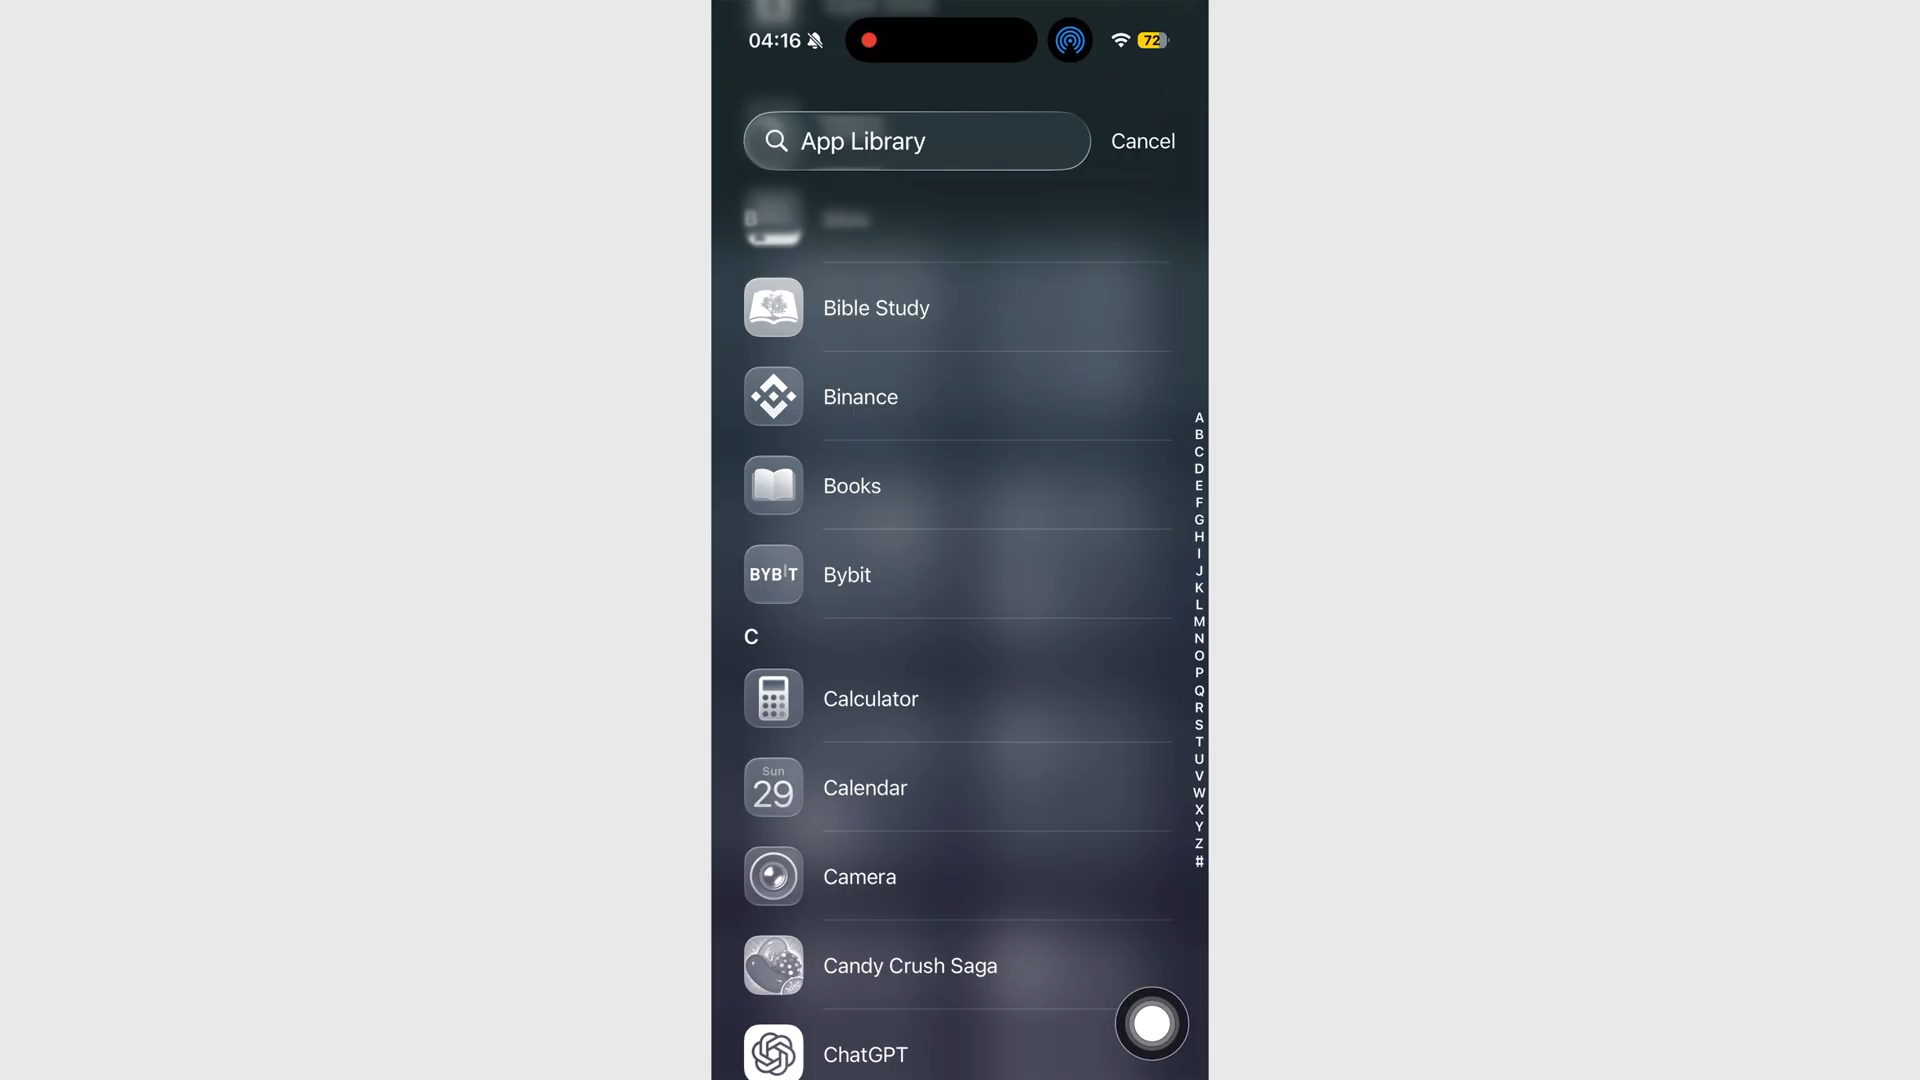 04:16
72
App Library
Cancel
Bible Study
Binance
Books
BYBIT
Bybit
C
Calculator
Sun
29
Calendar
Camera
Candy Crush Saga
ChatGPT
A
B
C
D
E
F
G
H
I
J
K
L
M
N
O
P
Q
R
S
T
U
V
W
X
Y
Z
#